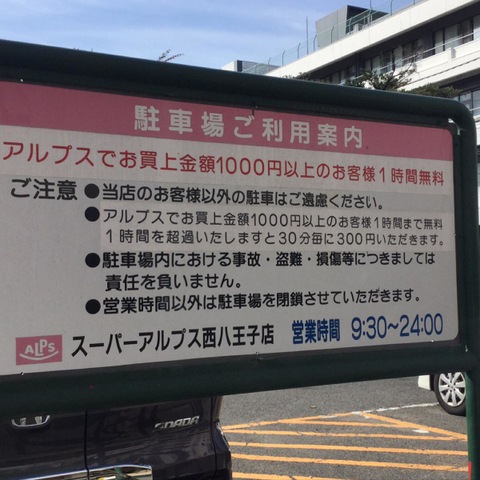 駐車場ご利用案内
アルプスでお買上金額1000円以上のお客様1時間無料
ご注意 ●当店のお客様以外の駐車はご遠慮ください。
●アルプスでお買上金額1000円以上のお客様1時間まで無料
1時間を超過いたしますと30分毎に300円いただきます。
●駐車場内における事故・盗難・損傷等につきましては
責任を負いません。
●営業時間以外は駐車場を閉鎖させていただきます。
ALPS スーパーアルプス西八王子店 営業時間 9:30~24:00
SPADA